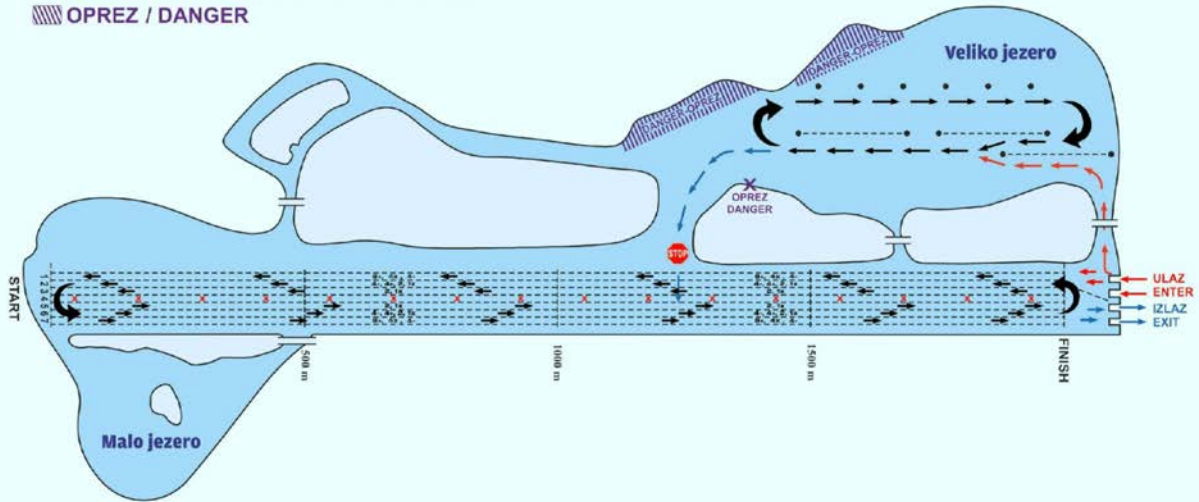 OPREZ / DANGER
Veliko jezero
DANGER-OPREZ
DANGER-OPREZ
OPREZ
DANGER
STOP
ULAZ
ENTER
IZLAZ
EXIT
START
1
2
3
4
5
6
7
500 m
1000 m
1500 m
FINISH
Malo jezero